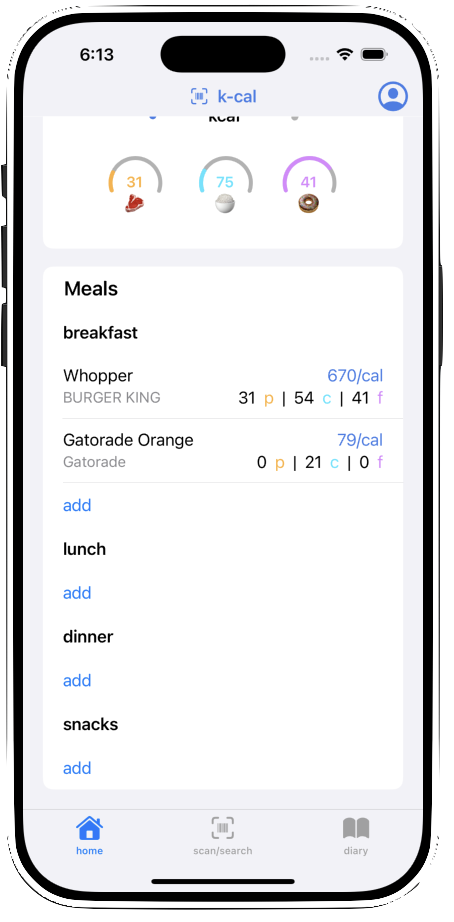 6:13
k-cal
kcal
31 75 41
Meals
breakfast
Whopper 670/cal
BURGER KING 31 p | 54 c | 41 f
Gatorade Orange 79/cal
Gatorade 0 p | 21 c | 0 f
add
lunch
add
dinner
add
snacks
add
home scan/search diary